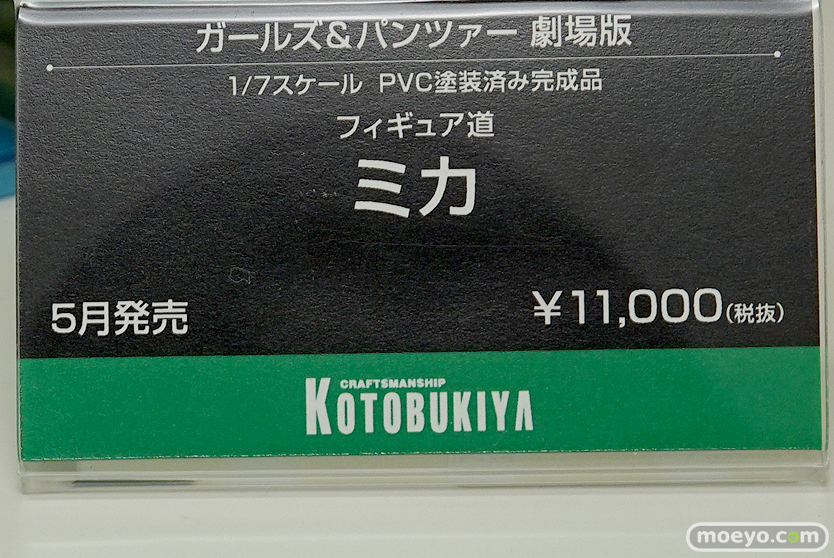 ガールズ&パンツァー 劇場版
1/7スケール PVC塗装済み完成品
フィギュア道
ミカ
5月発売
¥11,000(税抜)
CRAFTSMANSHIP
KOTOBUKIYA
moeyo.com